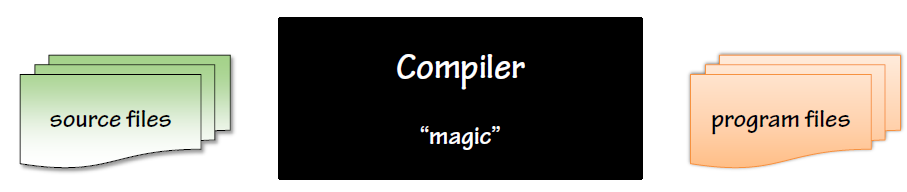 source files
Compiler
“magic”
program files